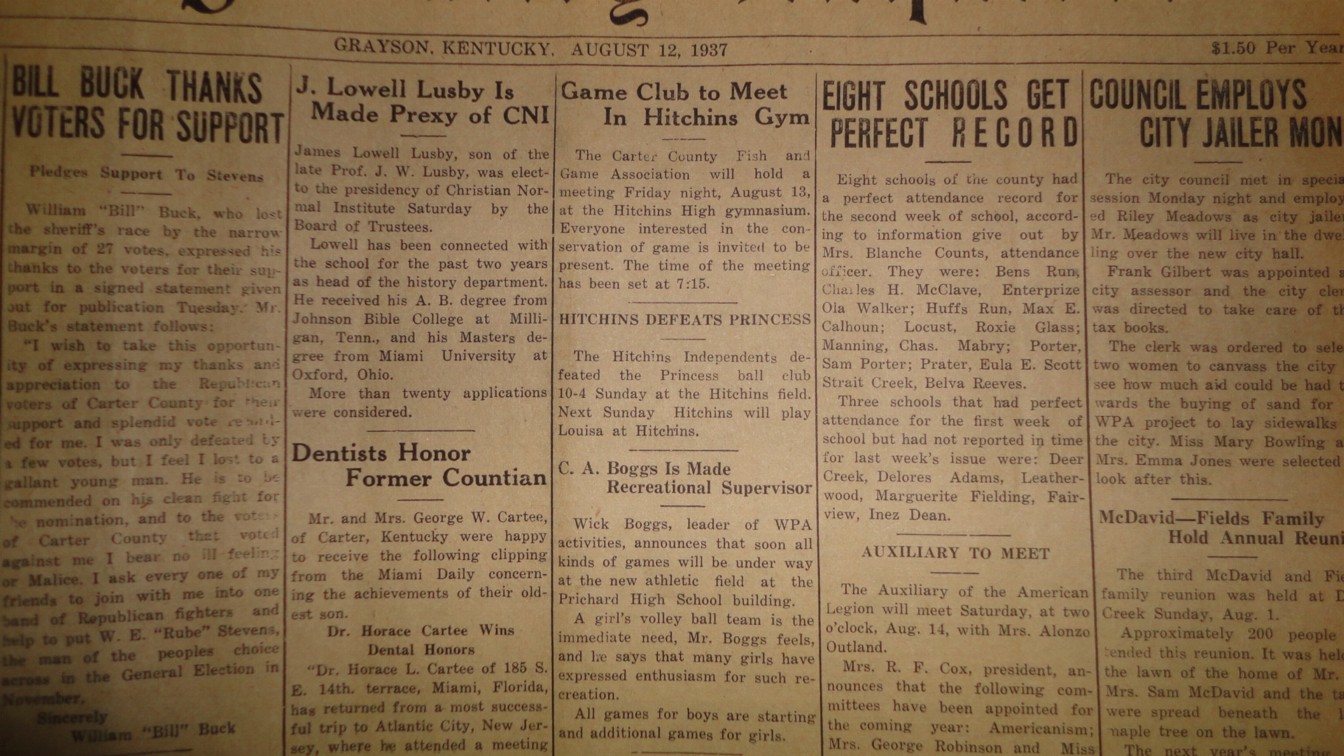 GRAYSON, KENTUCKY, AUGUST 12, 1937
$1.50 Per Year
BILL BUCK THANKS
VOTERS FOR SUPPORT
Pledges Support To Stevens
William "Bill" Buck, who lost
the sheriff's race by the narrow
margin of 27 votes, expressed his
thanks to the voters for their sup-
port in a signed statement given
out for publication Tuesday. Mr.
Buck's statement follows:
"I wish to take this opportun-
ity of expressing my thanks and
appreciation to the Republican
voters of Carter County for their
support and splendid vote
ed for me. I was only defeated by
a few votes, but I feel I lost to a
gallant young man. He is to be
commended on his clean fight for
he nomination, and to the voters
of Carter County that voted
against me I bear no ill feeling
or Malice. I ask every one of my
friends to join with me into one
band of Republican fighters and
help to put W. E. "Rube" Stevens,
the man of the peoples choice
across in the General Election in
November.
Sincerely
William "Bill" Buck
J. Lowell Lusby Is
Made Prexy of CNI
James Lowell Lusby, son of the
late Prof. J. W. Lusby, was elect-
to the presidency of Christian Nor-
mal Institute Saturday by the
Board of Trustees.
Lowell has been connected with
the school for the past two years
as head of the history department.
He received his A. B. degree from
Johnson Bible College at Milli-
gan, Tenn., and his Masters de-
gree from Miami University at
Oxford, Ohio.
More than twenty applications
were considered.
Dentists Honor
Former Countian
Mr. and Mrs. George W. Cartee,
of Carter, Kentucky were happy
to receive the following clipping
from the Miami Daily concern-
ing the achievements of their old-
est son.
Dr. Horace Cartee Wins
Dental Honors
"Dr. Horace L. Cartee of 185 S.
E. 14th. terrace, Miami, Florida,
has returned from a most success-
ful trip to Atlantic City, New Jer-
sey, where he attended a meeting
Game Club to Meet
In Hitchins Gym
The Carter County Fish and
Game Association will hold a
meeting Friday night, August 13,
at the Hitchins High gymnasium.
Everyone interested in the con-
servation of game is invited to be
present. The time of the meeting
has been set at 7:15.
HITCHINS DEFEATS PRINCESS
The Hitchins Independents de-
feated the Princess ball club
10-4 Sunday at the Hitchins field.
Next Sunday Hitchins will play
Louisa at Hitchins.
C. A. Boggs Is Made
Recreational Supervisor
Wick Boggs, leader of WPA
activities, announces that soon all
kinds of games will be under way
at the new athletic field at the
Prichard High School building.
A girl's volley ball team is the
immediate need, Mr. Boggs feels,
and he says that many girls have
expressed enthusiasm for such re-
creation.
All games for boys are starting
and additional games for girls.
EIGHT SCHOOLS GET
PERFECT RECORD
Eight schools of the county had
a perfect attendance record for
the second week of school, accord-
ing to information give out by
Mrs. Blanche Counts, attendance
officer. They were: Bens Run,
Charles H. McClave, Enterprize
Ola Walker; Huffs Run, Max E.
Calhoun; Locust, Roxie Glass;
Manning, Chas. Mabry; Porter,
Sam Porter; Prater, Eula E. Scott
Strait Creek, Belva Reeves.
Three schools that had perfect
attendance for the first week of
school but had not reported in time
for last week's issue were: Deer
Creek, Delores Adams, Leather-
wood, Marguerite Fielding, Fair-
view, Inez Dean.
AUXILIARY TO MEET
The Auxiliary of the American
Legion will meet Saturday, at two
o'clock, Aug. 14, with Mrs. Alonzo
Outland.
Mrs. R. F. Cox, president, an-
nounces that the following com-
mittees have been appointed for
the coming year: Americanism;
Mrs. George Robinson and Miss
COUNCIL EMPLOYS
CITY JAILER MON
The city council met in specia
session Monday night and employ
ed Riley Meadows as city jailer
Mr. Meadows will live in the dwel
ling over the new city hall.
Frank Gilbert was appointed
city assessor and the city cler
was directed to take care of th
tax books.
The clerk was ordered to sele
two women to canvass the city
see how much aid could be had t
wards the buying of sand for
WPA project to lay sidewalks
the city. Miss Mary Bowling a
Mrs. Emma Jones were selected
look after this.
McDavid—Fields Family
Hold Annual Reuni
The third McDavid and Fie
family reunion was held at D
Creek Sunday, Aug. 1.
Approximately 200 people
tended this reunion. It was held
the lawn of the home of Mr.
Mrs. Sam McDavid and the ta
were spread beneath the l
maple tree on the lawn.
The next year's meeting